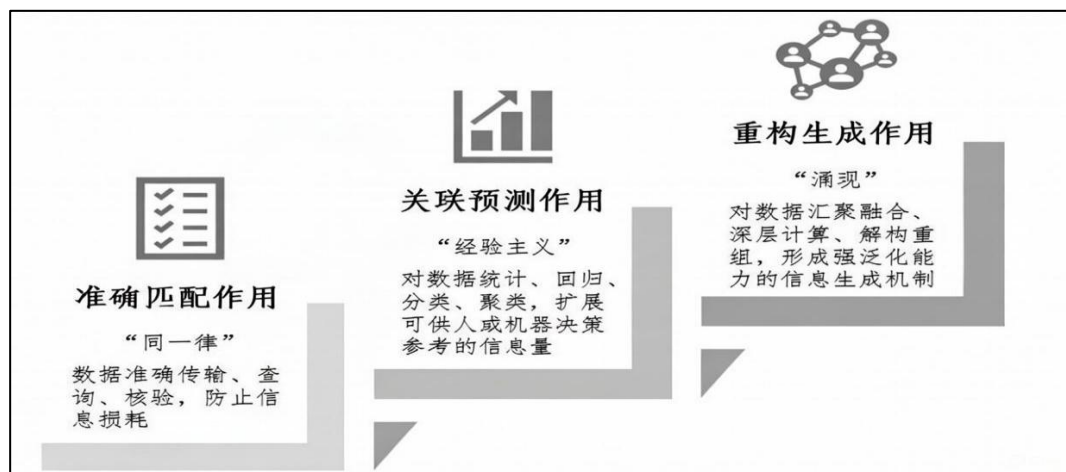 准确匹配作用
“同一律”
数据准确传输、查
询、核验，防止信
息损耗
关联预测作用
“经验主义”
对数据统计、回归、
分类、聚类，扩展
可供人或机器决策
参考的信息量
重构生成作用
“涌现”
对数据汇聚融合、
深层计算、解构重
组，形成强泛化能
力的信息生成机制